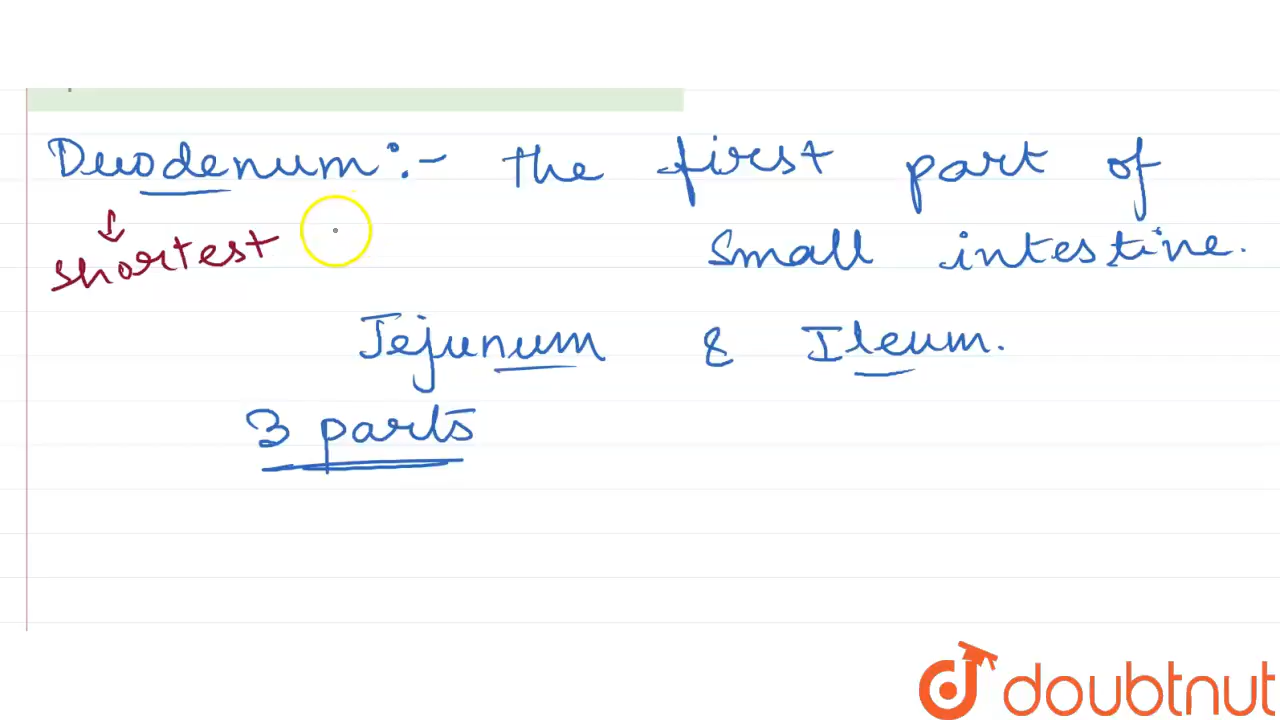 Duodenum :- the first part of
small intestine.
shortest
Jejunum & Ileum.
3 parts
doubtnut